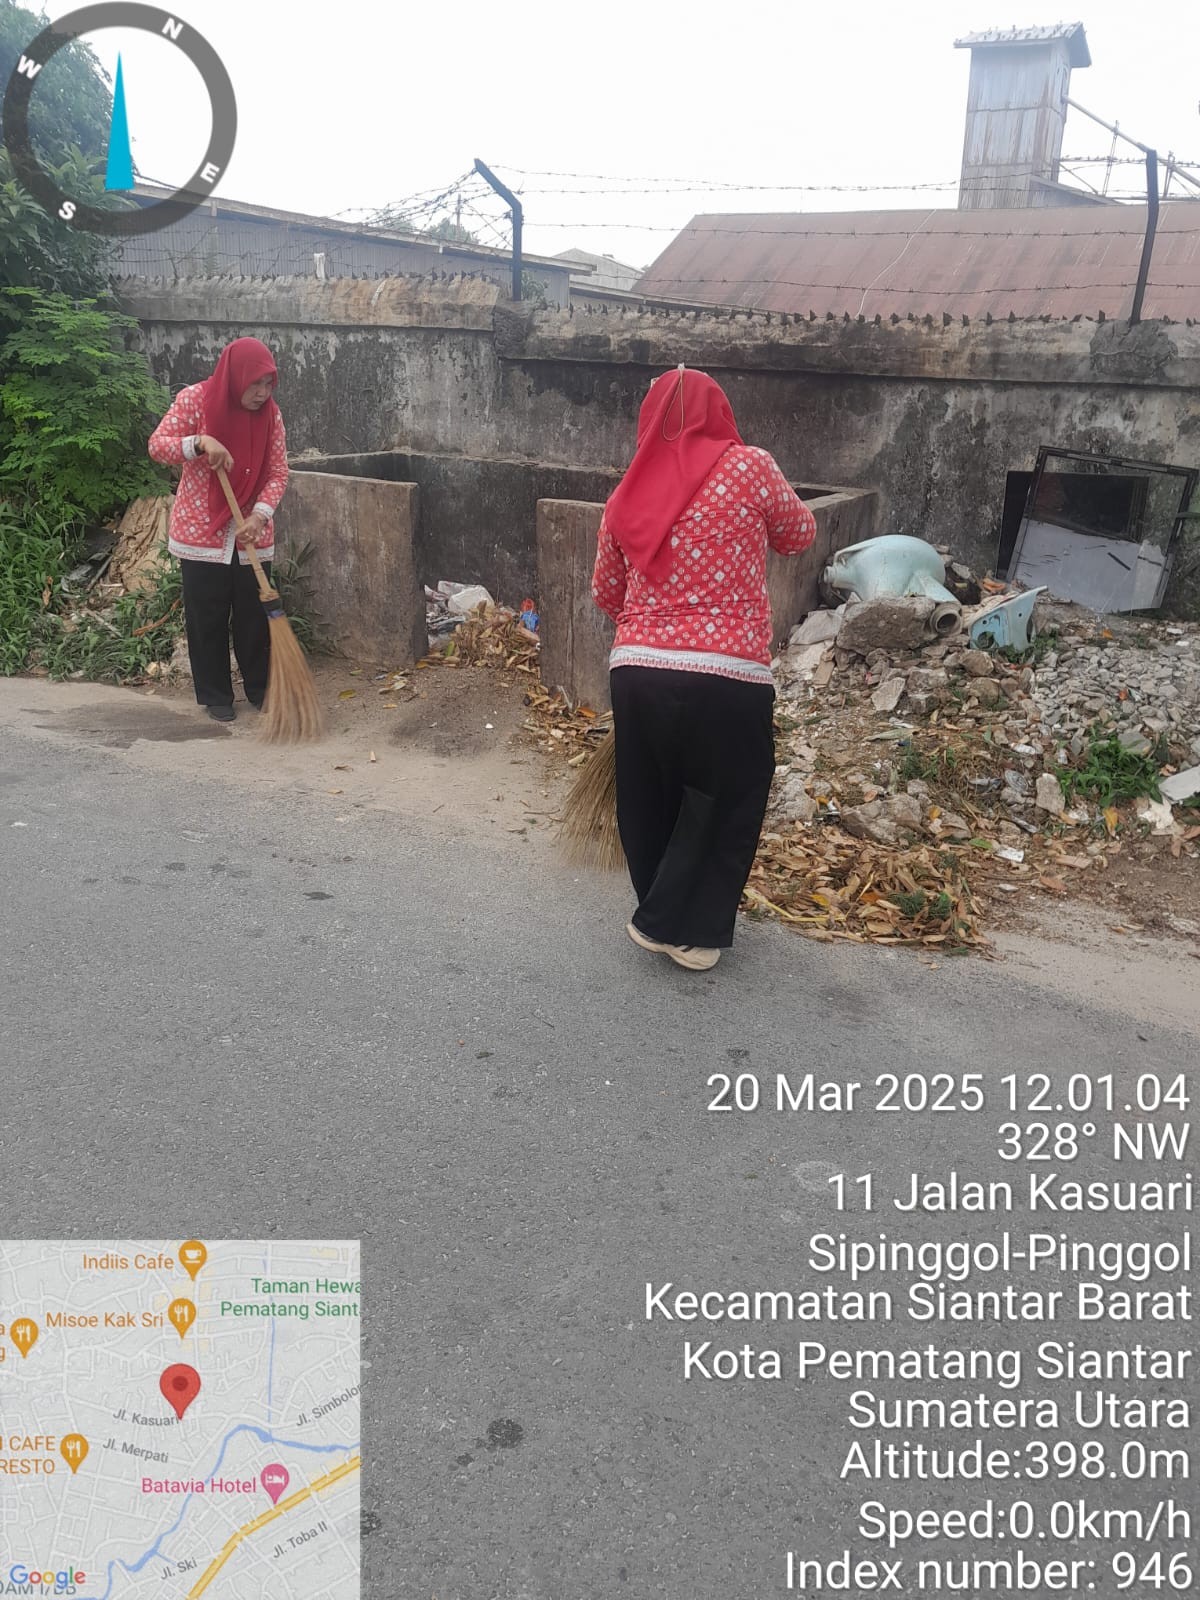 N
W
E
S
20 Mar 2025 12.01.04
328° NW
11 Jalan Kasuari
Sipinggol-Pinggol
Kecamatan Siantar Barat
Kota Pematang Siantar
Sumatera Utara
Altitude:398.0m
Speed:0.0km/h
Index number: 946
Indiis Cafe
Taman Hewa
Pematang Siant
Misoe Kak Sri
Jl. Kasuari
Jl. Simbolo
Jl. Merpati
CAFE
RESTO
Batavia Hotel
Jl. Toba II
Jl. Ski
Google